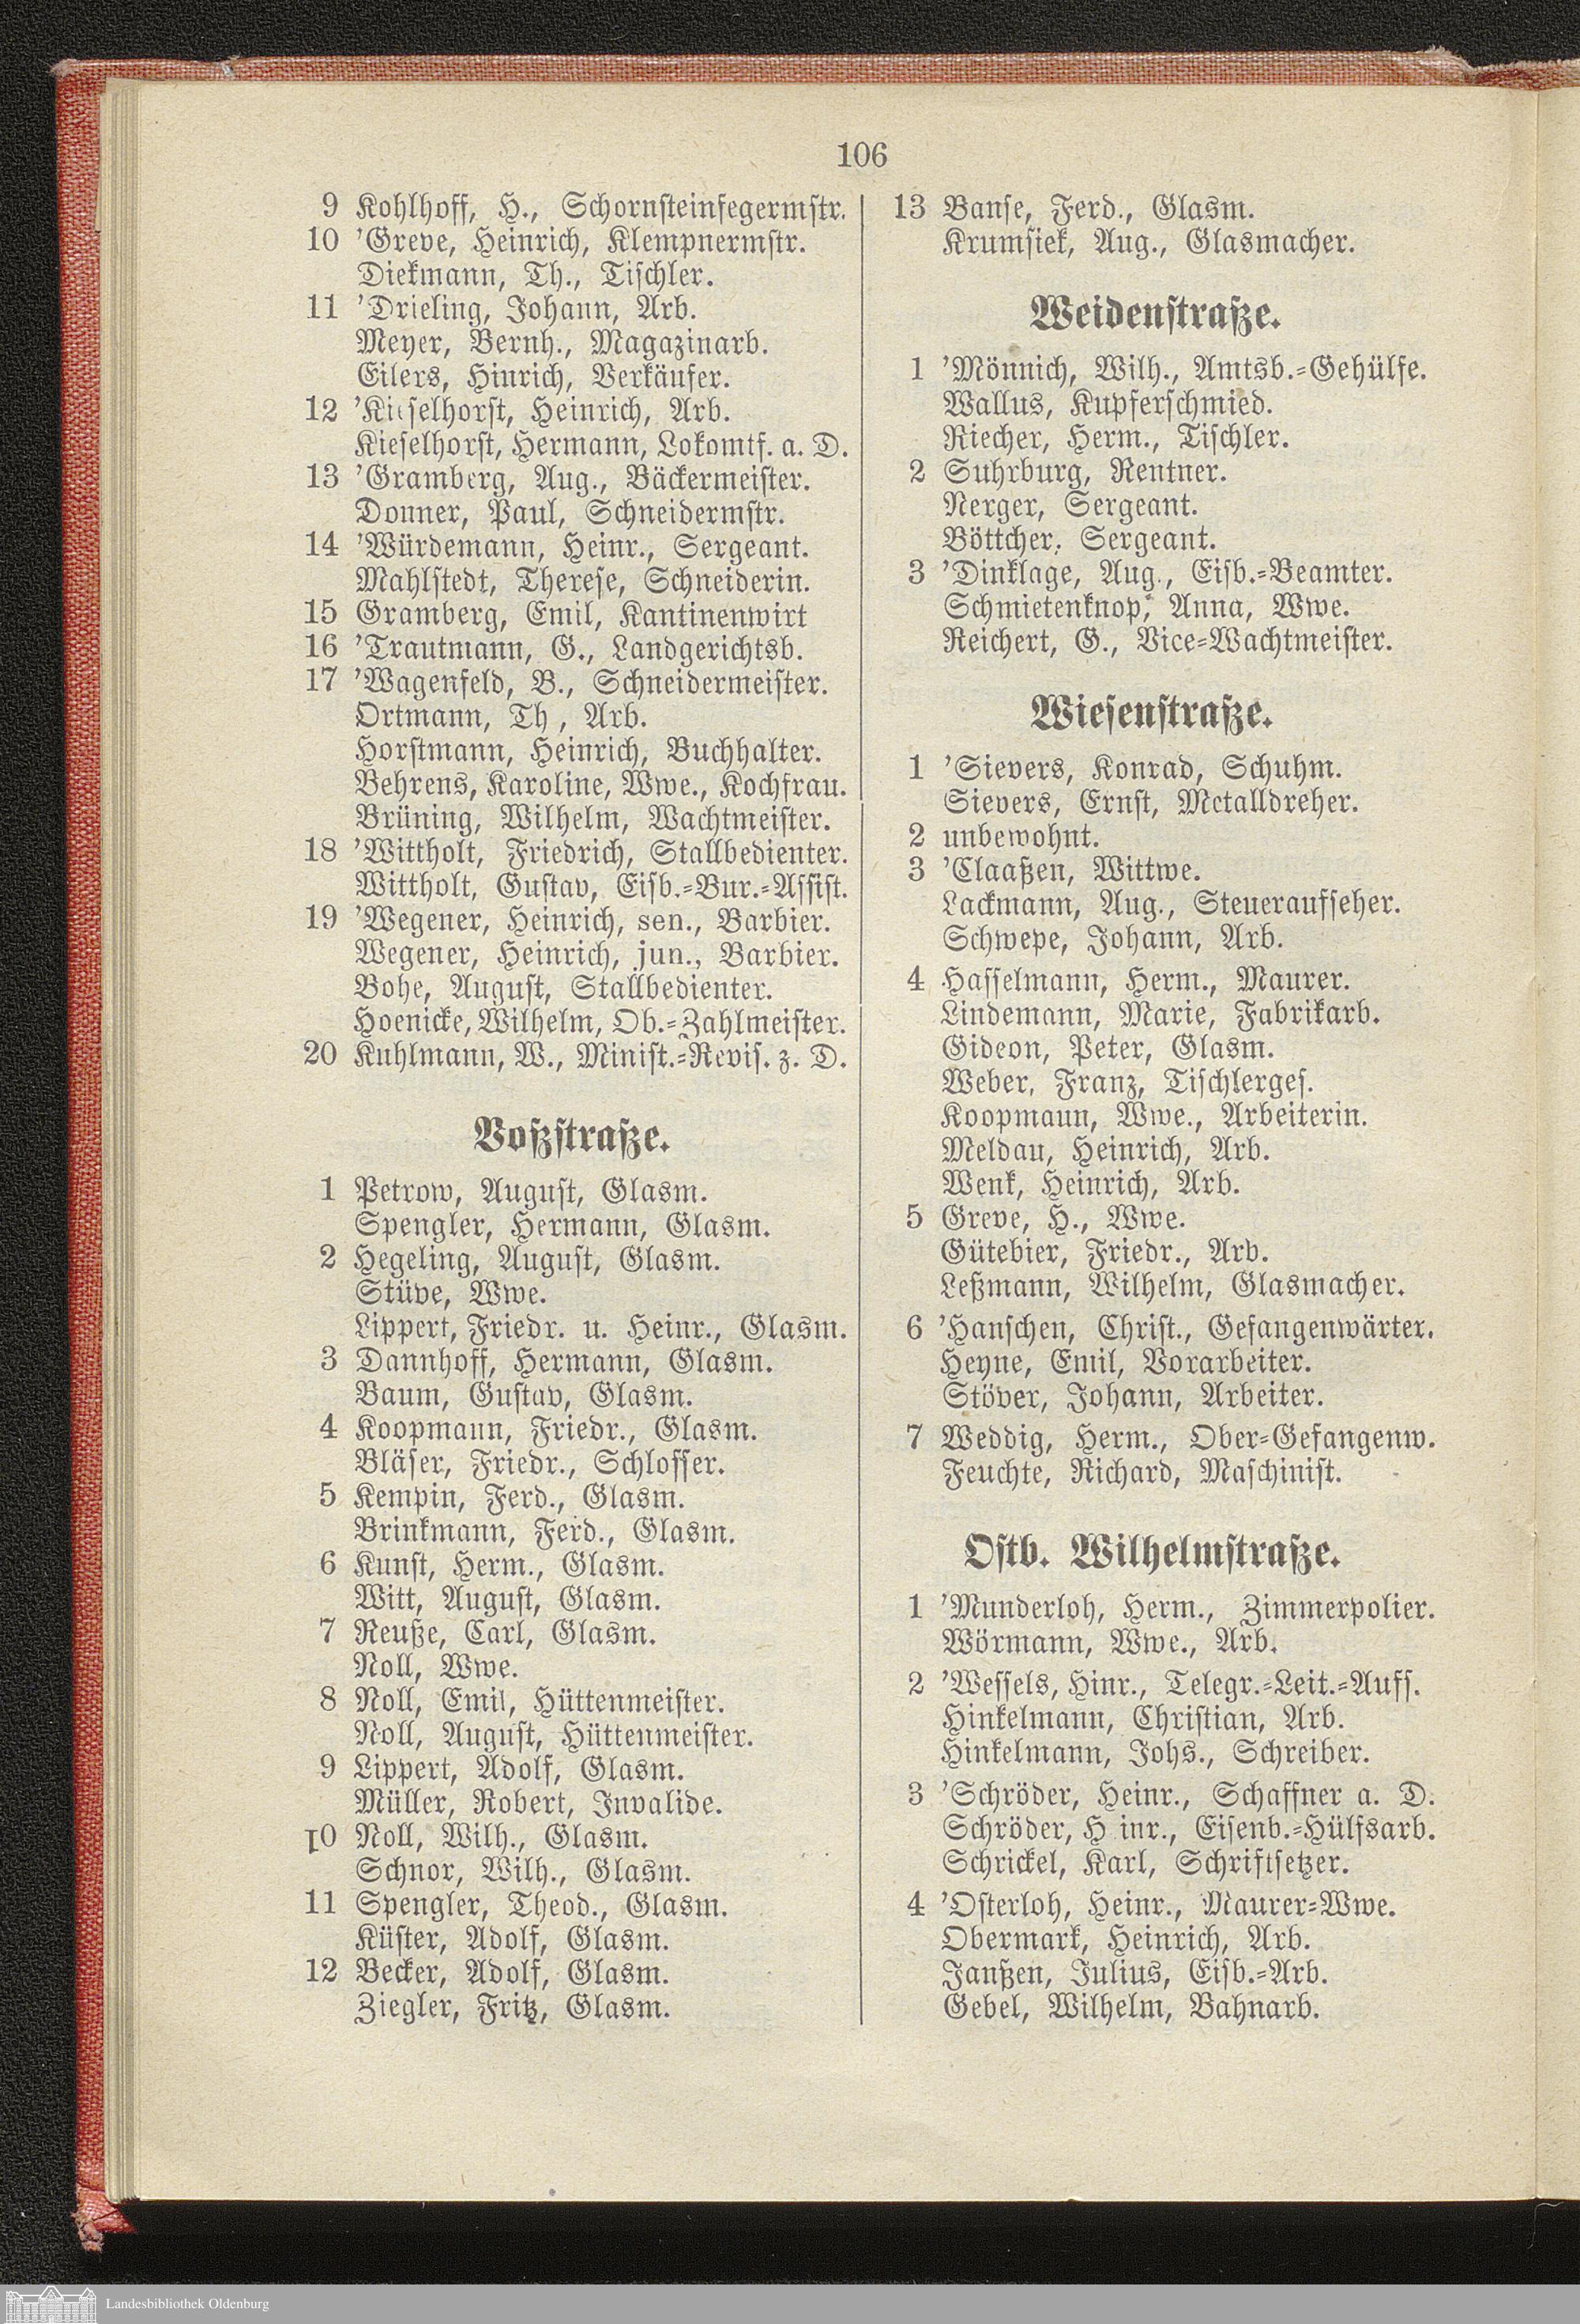 106
9 Kohlhoff, H., Schornsteinfegermstr.
10 'Greve, Heinrich, Klempnermstr.
Diekmann, Th., Tischler.
11 'Drieling, Johann, Arb.
Meyer, Bernh., Magazinarb.
Eilers, Hinrich, Verkäufer.
12 'Kieselhorst, Heinrich, Arb.
Kieselhorst, Hermann, Lokomtf. a. D.
13 'Gramberg, Aug., Bäckermeister.
Donner, Paul, Schneidermstr.
14 'Würdemann, Heinr., Sergeant.
Mahlstedt, Therese, Schneiderin.
15 Gramberg, Emil, Kantinenwirt
16 'Trautmann, G., Landgerichtsb.
17 'Wagenfeld, B., Schneidermeister.
Ortmann, Th , Arb.
Horstmann, Heinrich, Buchhalter.
Behrens, Karoline, Wwe., Kochfrau.
Brüning, Wilhelm, Wachtmeister.
18 'Wittholt, Friedrich, Stallbedienter.
Wittholt, Gustav, Eisb.-Bur.-Assist.
19 'Wegener, Heinrich, sen., Barbier.
Wegener, Heinrich, jun., Barbier.
Bohe, August, Stallbedienter.
Hoenicke, Wilhelm, Ob.-Zahlmeister.
20 Kuhlmann, W., Minist.-Revis. z. D.
Voßstraße.
1 Petrow, August, Glasm.
Spengler, Hermann, Glasm.
2 Hegeling, August, Glasm.
Stüve, Wwe.
Lippert, Friedr. u. Heinr., Glasm.
3 Dannhoff, Hermann, Glasm.
Baum, Gustav, Glasm.
4 Koopmann, Friedr., Glasm.
Bläser, Friedr., Schlosser.
5 Kempin, Ferd., Glasm.
Brinkmann, Ferd., Glasm.
6 Kunst, Herm., Glasm.
Witt, August, Glasm.
7 Reuße, Carl, Glasm.
Noll, Wwe.
8 Noll, Emil, Hüttenmeister.
Noll, August, Hüttenmeister.
9 Lippert, Adolf, Glasm.
Müller, Robert, Invalide.
10 Noll, Wilh., Glasm.
Schnor, Wilh., Glasm.
11 Spengler, Theod., Glasm.
Küster, Adolf, Glasm.
12 Becker, Adolf, Glasm.
Ziegler, Fritz, Glasm.
13 Banse, Ferd., Glasm.
Krumsiek, Aug., Glasmacher.
Weidenstraße.
1 'Mönnich, Wilh., Amtsb.-Gehülfe.
Wallus, Kupferschmied.
Riecher, Herm., Tischler.
2 Suhrburg, Rentner.
Nerger, Sergeant.
Böttcher, Sergeant.
3 'Dinklage, Aug., Eisb.-Beamter.
Schmietenknop, Anna, Wwe.
Reichert, G., Vice-Wachtmeister.
Wiesenstraße.
1 'Sievers, Konrad, Schuhm.
Sievers, Ernst, Metalldreher.
2 unbewohnt.
3 'Claaßen, Wittwe.
Lackmann, Aug., Steueraufseher.
Schwepe, Johann, Arb.
4 Hasselmann, Herm., Maurer.
Lindemann, Marie, Fabrikarb.
Gideon, Peter, Glasm.
Weber, Franz, Tischlerges.
Koopmann, Wwe., Arbeiterin.
Meldau, Heinrich, Arb.
Wenk, Heinrich, Arb.
5 Greve, H., Wwe.
Gütebier, Friedr., Arb.
Leßmann, Wilhelm, Glasmacher.
6 'Hanschen, Christ., Gefangenwärter.
Heyne, Emil, Vorarbeiter.
Stöver, Johann, Arbeiter.
7 Weddig, Herm., Ober-Gefangenw.
Feuchte, Richard, Maschinist.
Ostb. Wilhelmstraße.
1 'Munderloh, Herm., Zimmerpolier.
Wörmann, Wwe., Arb.
2 'Wessels, Hinr., Telegr.-Leit.-Aufs.
Hinkelmann, Christian, Arb.
Hinkelmann, Johs., Schreiber.
3 'Schröder, Heinr., Schaffner a. D.
Schröder, H inr., Eisenb.-Hülfsarb.
Schrickel, Karl, Schriftsetzer.
4 'Osterloh, Heinr., Maurer-Wwe.
Obermark, Heinrich, Arb.
Janßen, Julius, Eisb.-Arb.
Gebel, Wilhelm, Bahnarb.
Landesbibliothek Oldenburg